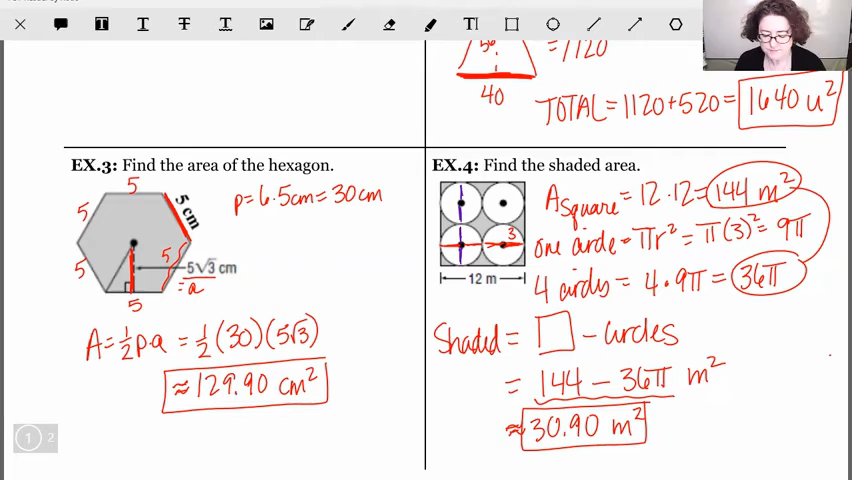 5°
= 1120
40
TOTAL = 1120 + 520 = 1640 u²
EX.3: Find the area of the hexagon.
5
5
5
5
5
5 cm
5√3 cm
= a
p = 6·5cm = 30cm
A = ½ p·a = ½ (30)(5√3)
≈ 129.90 cm²
EX.4: Find the shaded area.
3
12 m
A square = 12·12 = 144 m²
one circle = πr² = π(3)² = 9π
4 circles = 4·9π = 36π
Shaded = □ - circles
= 144 - 36π m²
≈ 30.90 m²
1 2